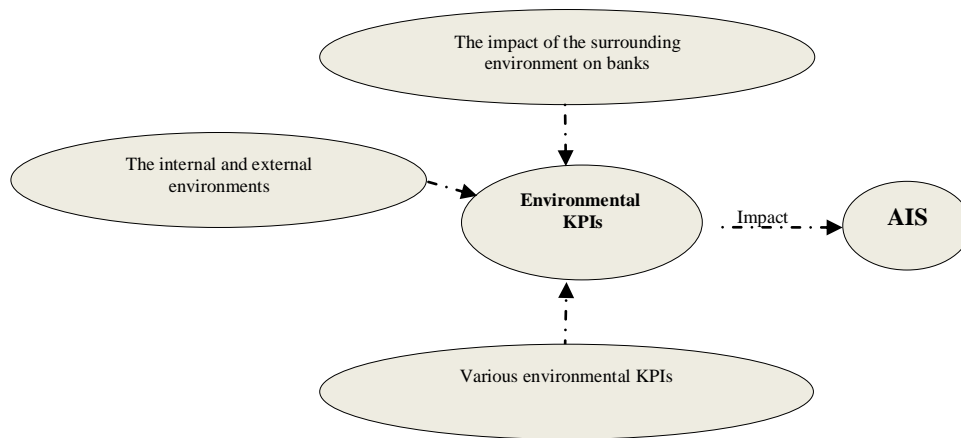 The impact of the surrounding
environment on banks
The internal and external
environments
Environmental
KPIs
Impact
AIS
Various environmental KPIs